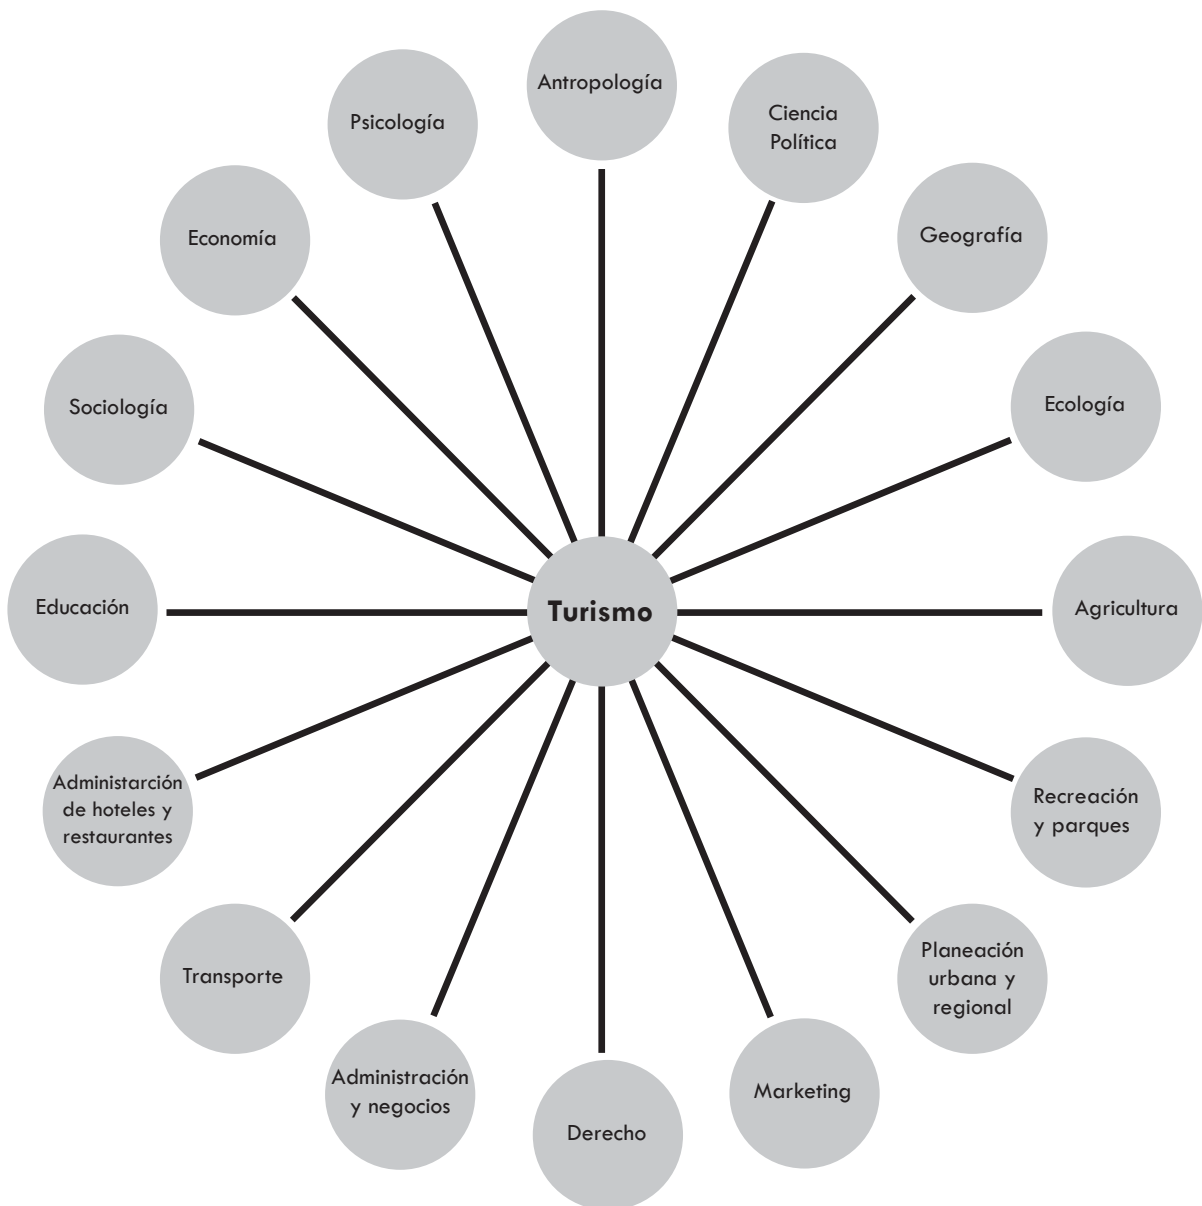 Antropología
Ciencia
Política
Psicología
Geografía
Economía
Ecología
Sociología
Educación
Turismo
Agricultura
Administarción
de hoteles y
restaurantes
Recreación
y parques
Planeación
urbana y
regional
Transporte
Administración
y negocios
Marketing
Derecho